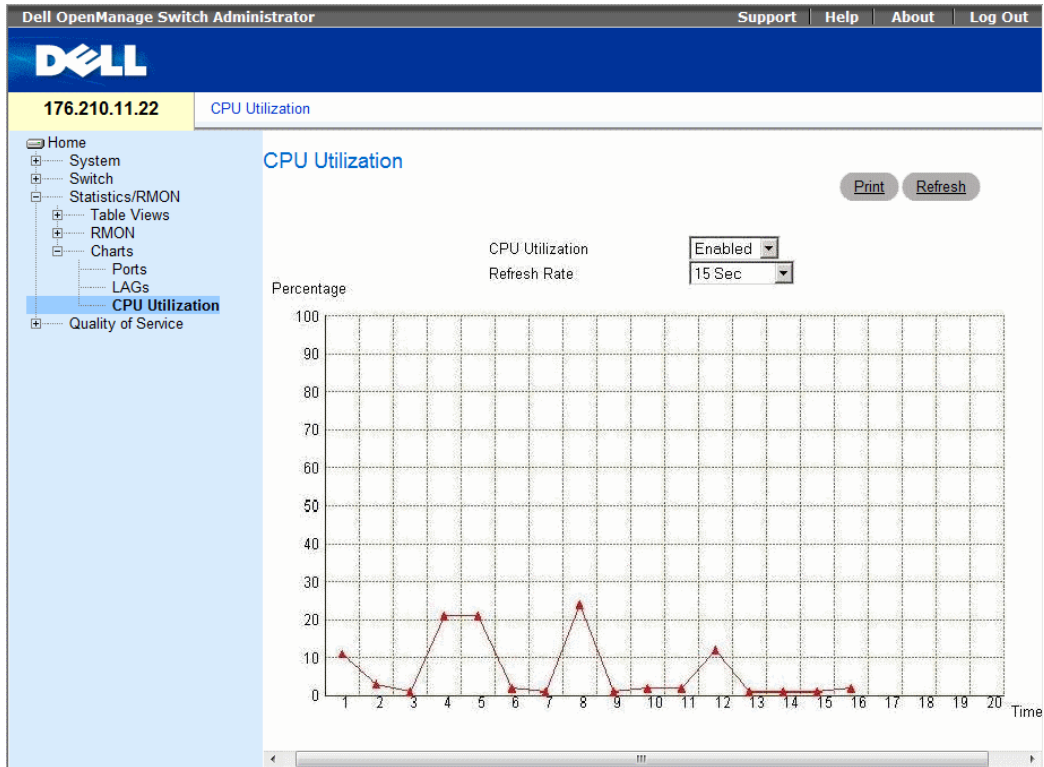 Dell OpenManage Switch Administrator
Support Help About Log Out
DELL
176.210.11.22
CPU Utilization
Home
System
Switch
Statistics/RMON
Table Views
RMON
Charts
Ports
LAGs
CPU Utilization
Quality of Service
CPU Utilization
Print Refresh
CPU Utilization Enabled
Refresh Rate 15 Sec
Percentage
100
90
80
70
60
50
40
30
20
10
0
1 2 3 4 5 6 7 8 9 10 11 12 13 14 15 16 17 18 19 20
Time